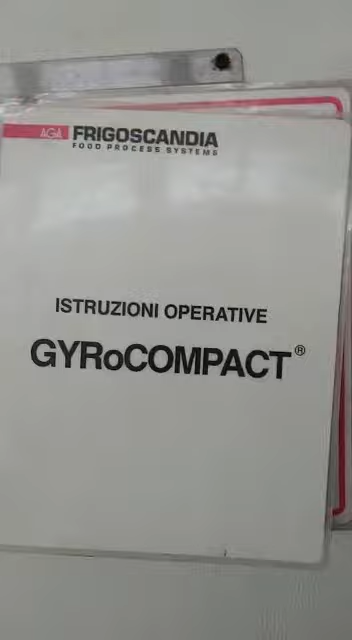 AGA FRIGOSCANDIA
FOOD PROCESS SYSTEMS
ISTRUZIONI OPERATIVE
GYRoCOMPACT®